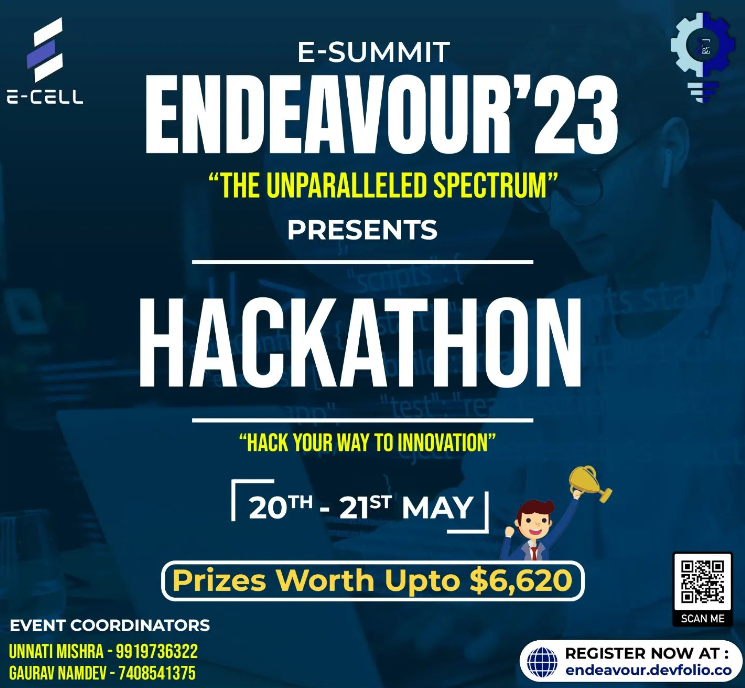 E-CELL
E-SUMMIT
ENDEAVOUR'23
“THE UNPARALLELED SPECTRUM”
PRESENTS
HACKATHON
“HACK YOUR WAY TO INNOVATION”
20TH - 21ST MAY
Prizes Worth Upto $6,620
EVENT COORDINATORS
UNNATI MISHRA - 9919736322
GAURAV NAMDEV - 7408541375
SCAN ME
REGISTER NOW AT :
endeavour.devfolio.co